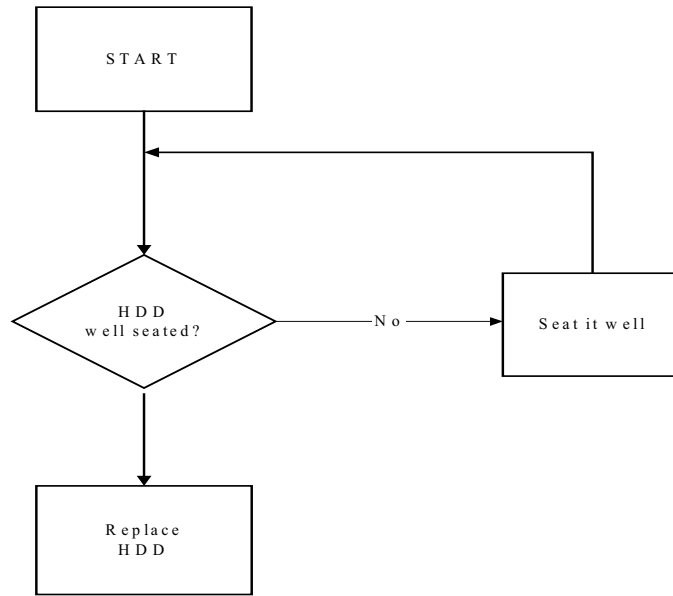 START
HDD
well seated?
No
Seat it well
Replace
HDD